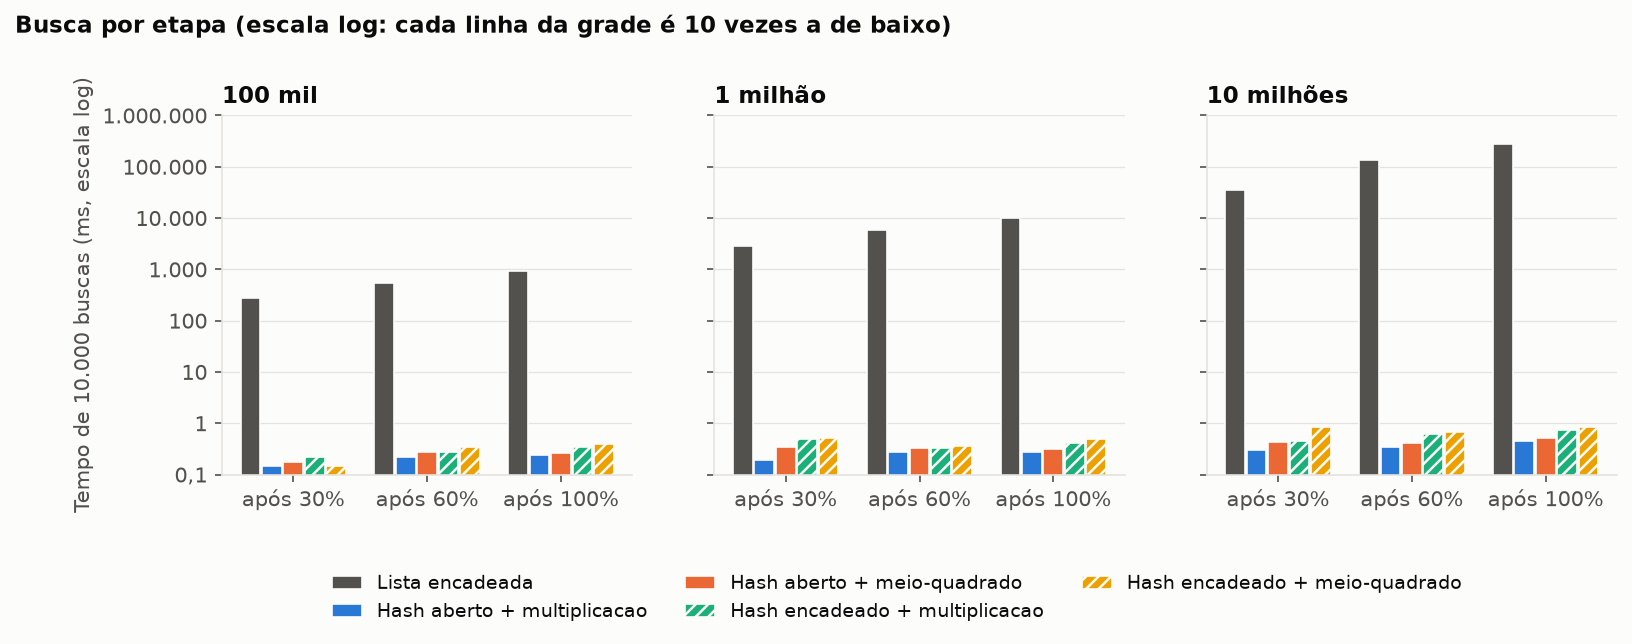 Busca por etapa (escala log: cada linha da grade é 10 vezes a de baixo)
Tempo de 10.000 buscas (ms, escala log)
100 mil
1 milhão
10 milhões
1.000.000
100.000
10.000
1.000
100
10
1
0,1
após 30%
após 60%
após 100%
após 30%
após 60%
após 100%
após 30%
após 60%
após 100%
Lista encadeada
Hash aberto + multiplicacao
Hash aberto + meio-quadrado
Hash encadeado + multiplicacao
Hash encadeado + meio-quadrado